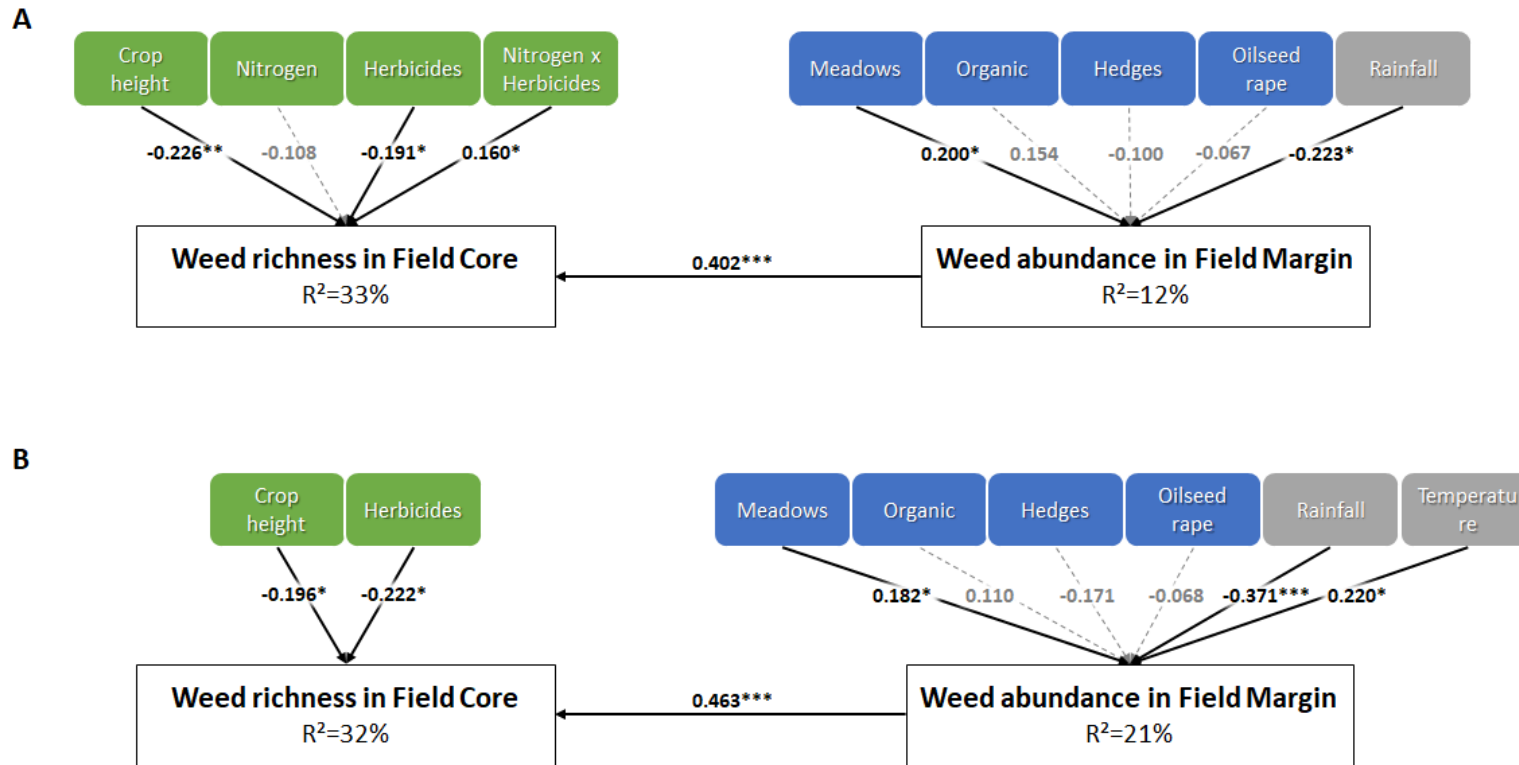 A
Crop
height
Nitrogen
Herbicides
Nitrogen x
Herbicides
Meadows
Organic
Hedges
Oilseed
rape
Rainfall
-0.226**
-0.108
-0.191*
0.160*
0.200*
0.154
-0.100
-0.067
-0.223*
Weed richness in Field Core
R²=33%
0.402***
Weed abundance in Field Margin
R²=12%
B
Crop
height
Herbicides
Meadows
Organic
Hedges
Oilseed
rape
Rainfall
Temperatu
re
-0.196*
-0.222*
0.182*
0.110
-0.171
-0.068
-0.371***
0.220*
Weed richness in Field Core
R²=32%
0.463***
Weed abundance in Field Margin
R²=21%